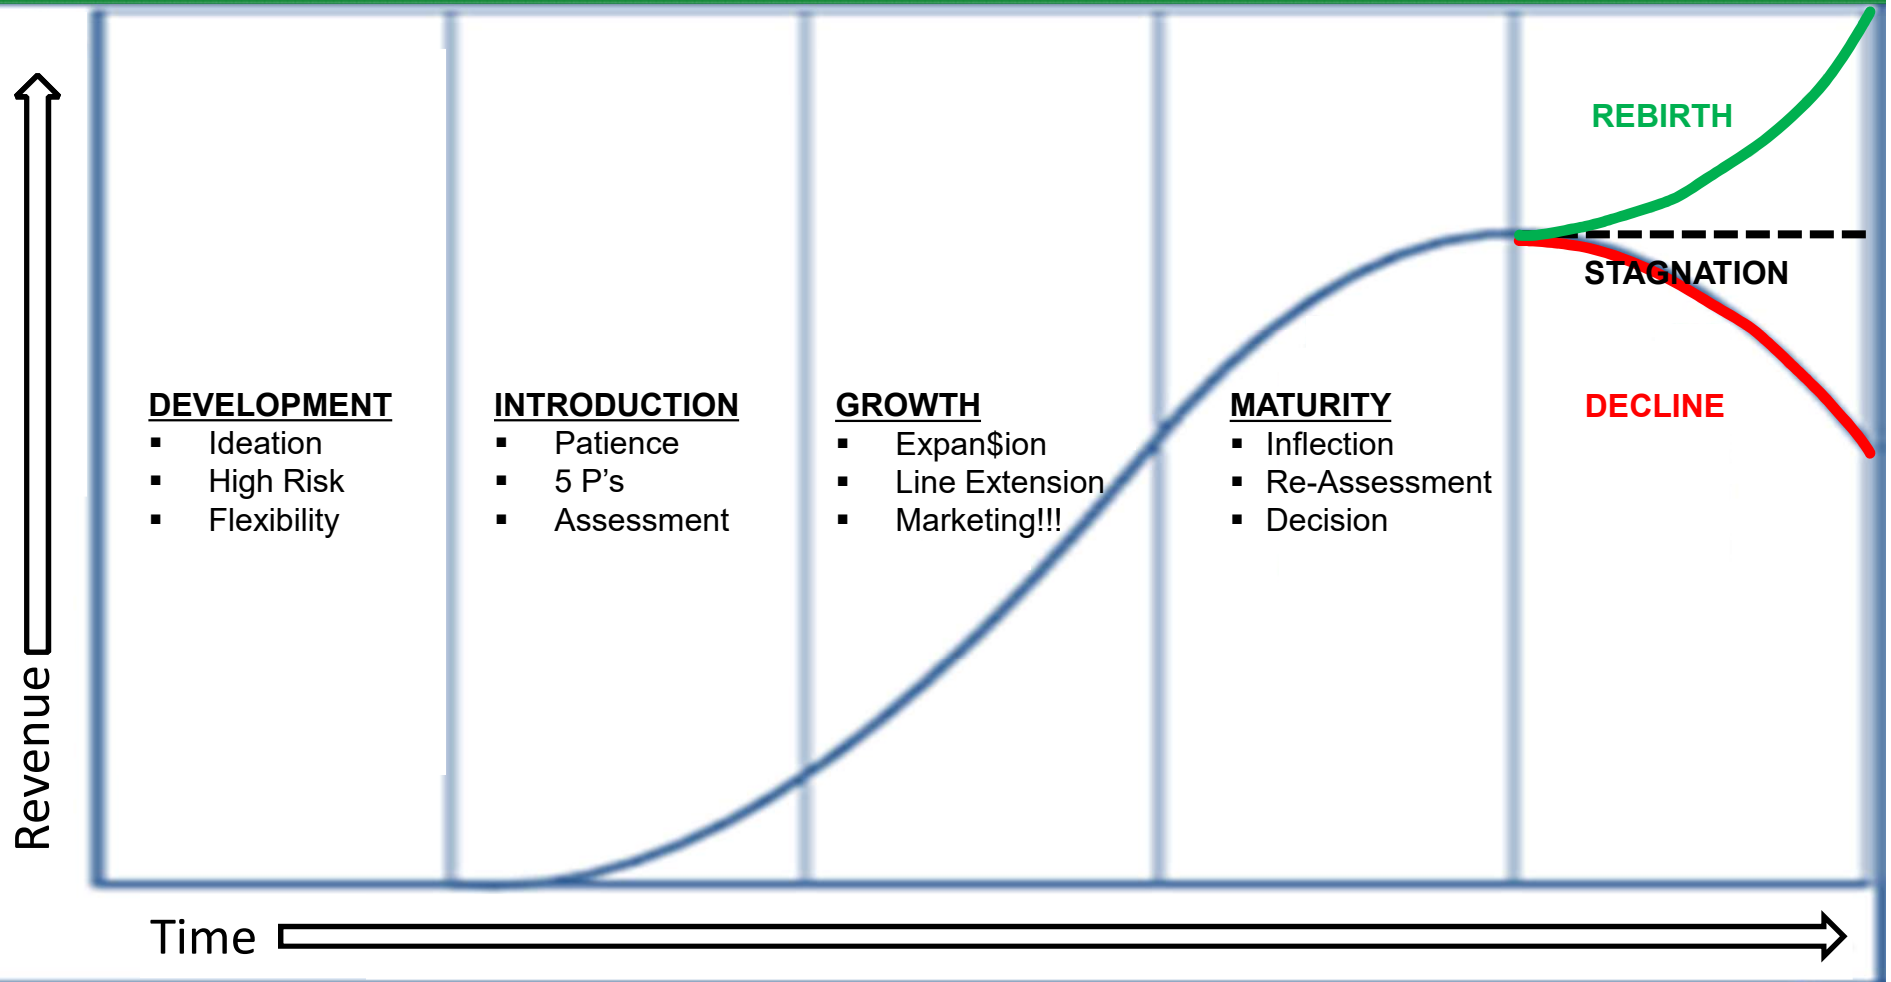 REBIRTH
STAGNATION
DECLINE
DEVELOPMENT
▪ Ideation
▪ High Risk
▪ Flexibility
INTRODUCTION
▪ Patience
▪ 5 P’s
▪ Assessment
GROWTH
▪ Expan$ion
▪ Line Extension
▪ Marketing!!!
MATURITY
▪ Inflection
▪ Re-Assessment
▪ Decision
Revenue
Time